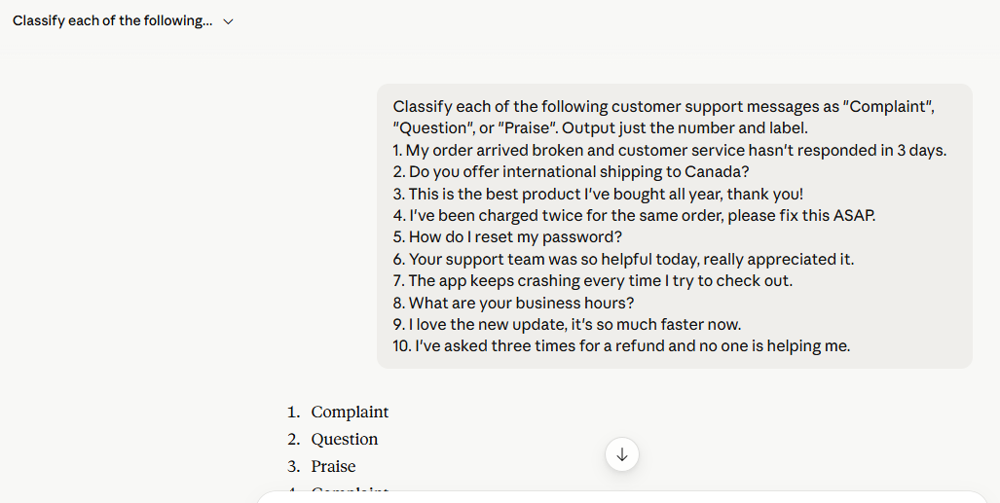 Classify each of the following...
Classify each of the following customer support messages as "Complaint",
"Question", or "Praise". Output just the number and label.
1. My order arrived broken and customer service hasn't responded in 3 days.
2. Do you offer international shipping to Canada?
3. This is the best product I've bought all year, thank you!
4. I've been charged twice for the same order, please fix this ASAP.
5. How do I reset my password?
6. Your support team was so helpful today, really appreciated it.
7. The app keeps crashing every time I try to check out.
8. What are your business hours?
9. I love the new update, it's so much faster now.
10. I've asked three times for a refund and no one is helping me.
1. Complaint
2. Question
3. Praise